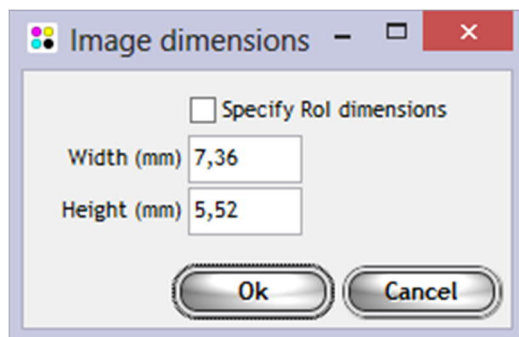 Image dimensions
Specify RoI dimensions
Width (mm) 7,36
Height (mm) 5,52
Ok Cancel